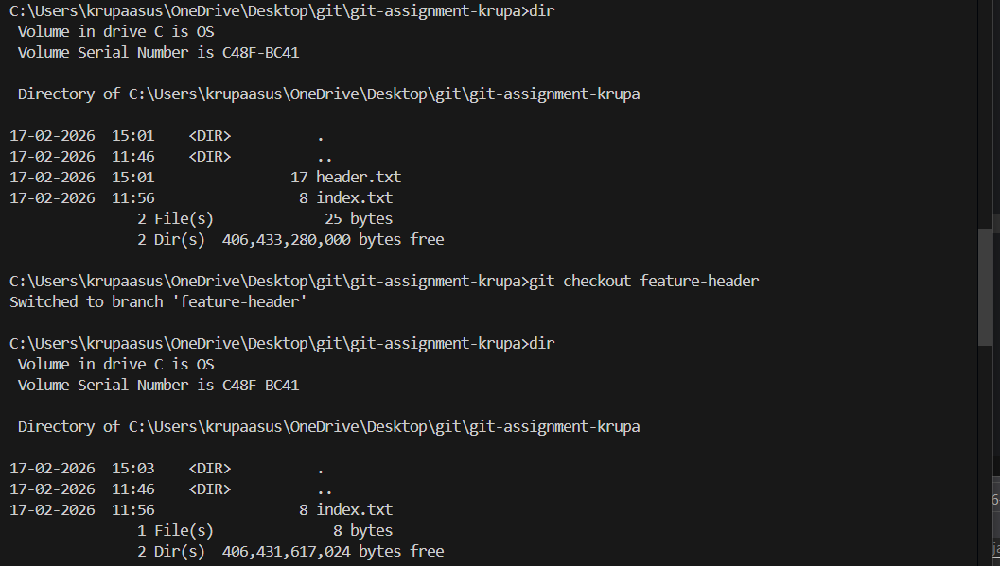 C:\Users\krupaasus\OneDrive\Desktop\git\git-assignment-krupa>dir
Volume in drive C is OS
Volume Serial Number is C48F-BC41
Directory of C:\Users\krupaasus\OneDrive\Desktop\git\git-assignment-krupa
17-02-2026  15:01    <DIR>          .
17-02-2026  11:46    <DIR>          ..
17-02-2026  15:01                17 header.txt
17-02-2026  11:56                 8 index.txt
2 File(s)             25 bytes
2 Dir(s)  406,433,280,000 bytes free
C:\Users\krupaasus\OneDrive\Desktop\git\git-assignment-krupa>git checkout feature-header
Switched to branch 'feature-header'
C:\Users\krupaasus\OneDrive\Desktop\git\git-assignment-krupa>dir
Volume in drive C is OS
Volume Serial Number is C48F-BC41
Directory of C:\Users\krupaasus\OneDrive\Desktop\git\git-assignment-krupa
17-02-2026  15:03    <DIR>          .
17-02-2026  11:46    <DIR>          ..
17-02-2026  11:56                 8 index.txt
1 File(s)              8 bytes
2 Dir(s)  406,431,617,024 bytes free